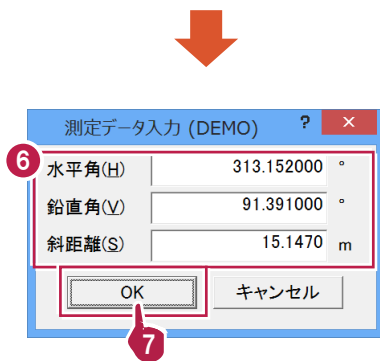 測定データ入力 (DEMO) ? ×
6
水平角(H) 313.152000 °
鉛直角(V) 91.391000 °
斜距離(S) 15.1470 m
OK キャンセル
7